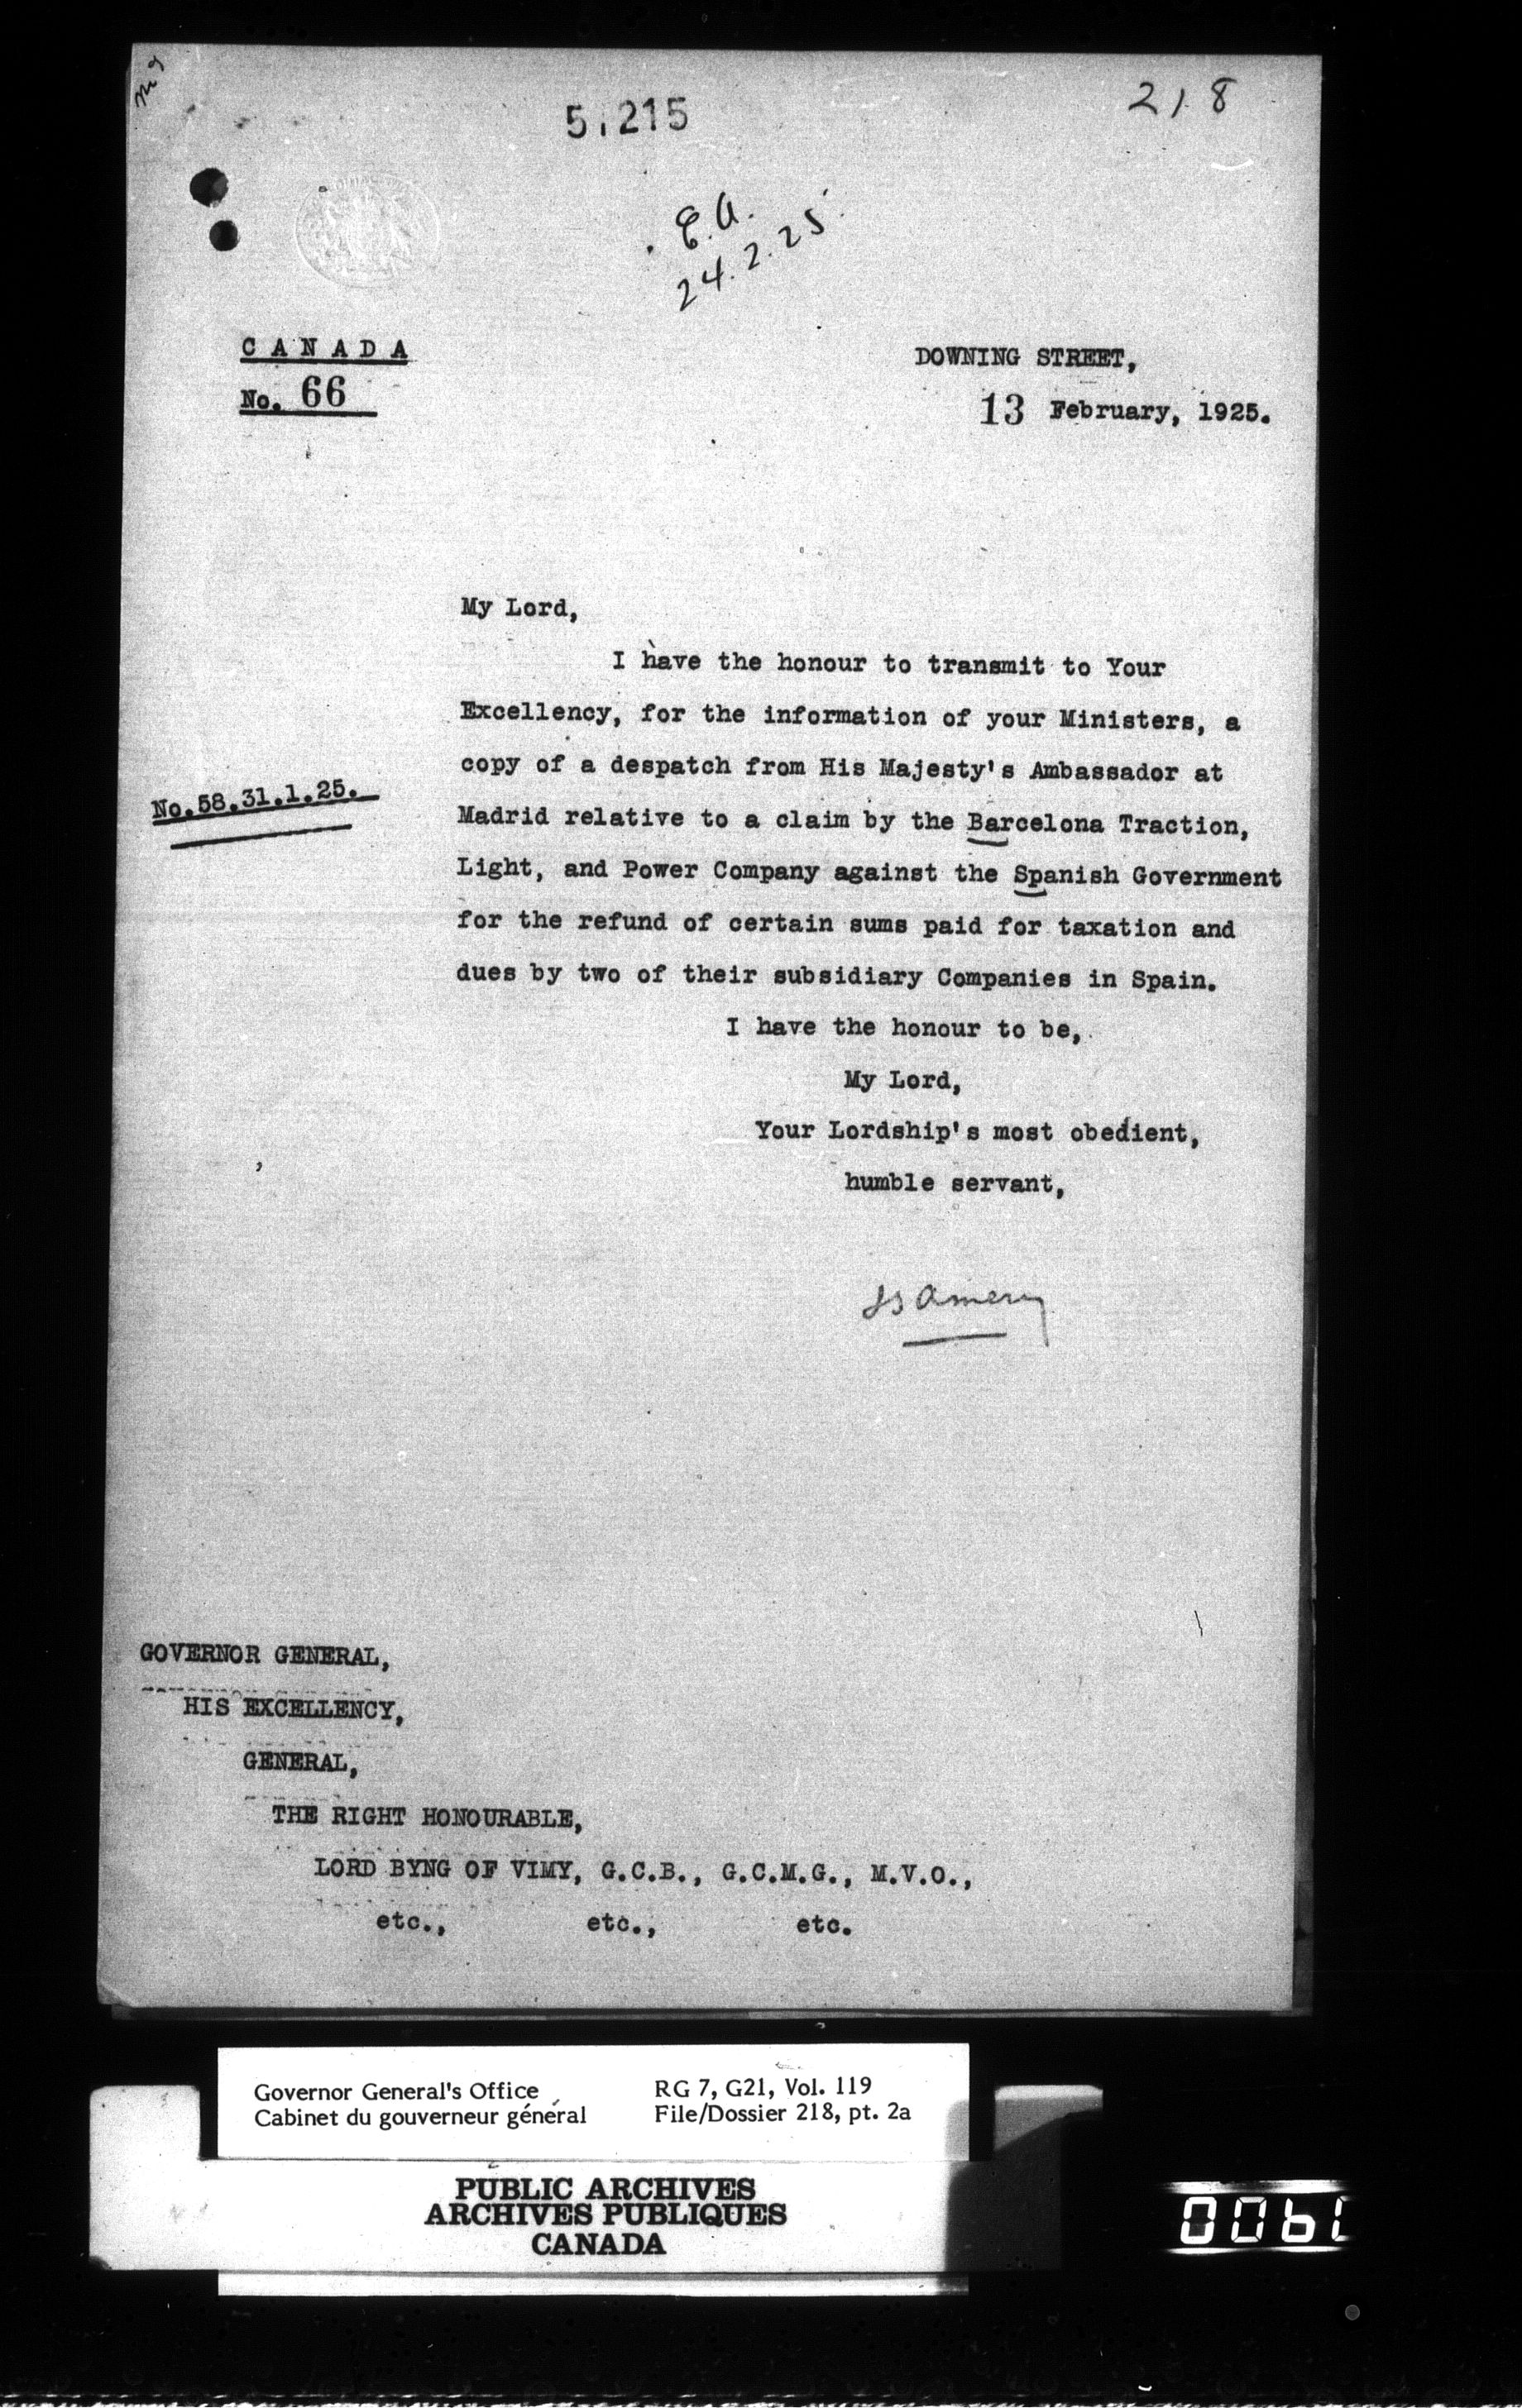 218
5,215
E.A.
24.2.25.
CANADA
No. 66
DOWNING STREET,
13 February, 1925.
My Lord,
I have the honour to transmit to Your
Excellency, for the information of your Ministers, a
copy of a despatch from His Majesty's Ambassador at
No.58.31.1.25.
Madrid relative to a claim by the Barcelona Traction,
Light, and Power Company against the Spanish Government
for the refund of certain sums paid for taxation and
dues by two of their subsidiary Companies in Spain.
I have the honour to be,
My Lord,
Your Lordship's most obedient,
humble servant,
LS Amery
GOVERNOR GENERAL,
HIS EXCELLENCY,
GENERAL,
THE RIGHT HONOURABLE,
LORD BYNG OF VIMY, G.C.B., G.C.M.G., M.V.O.,
etc., etc., etc.
Governor General's Office RG 7, G21, Vol. 119
Cabinet du gouverneur général File/Dossier 218, pt. 2a
PUBLIC ARCHIVES
ARCHIVES PUBLIQUES
CANADA
0061